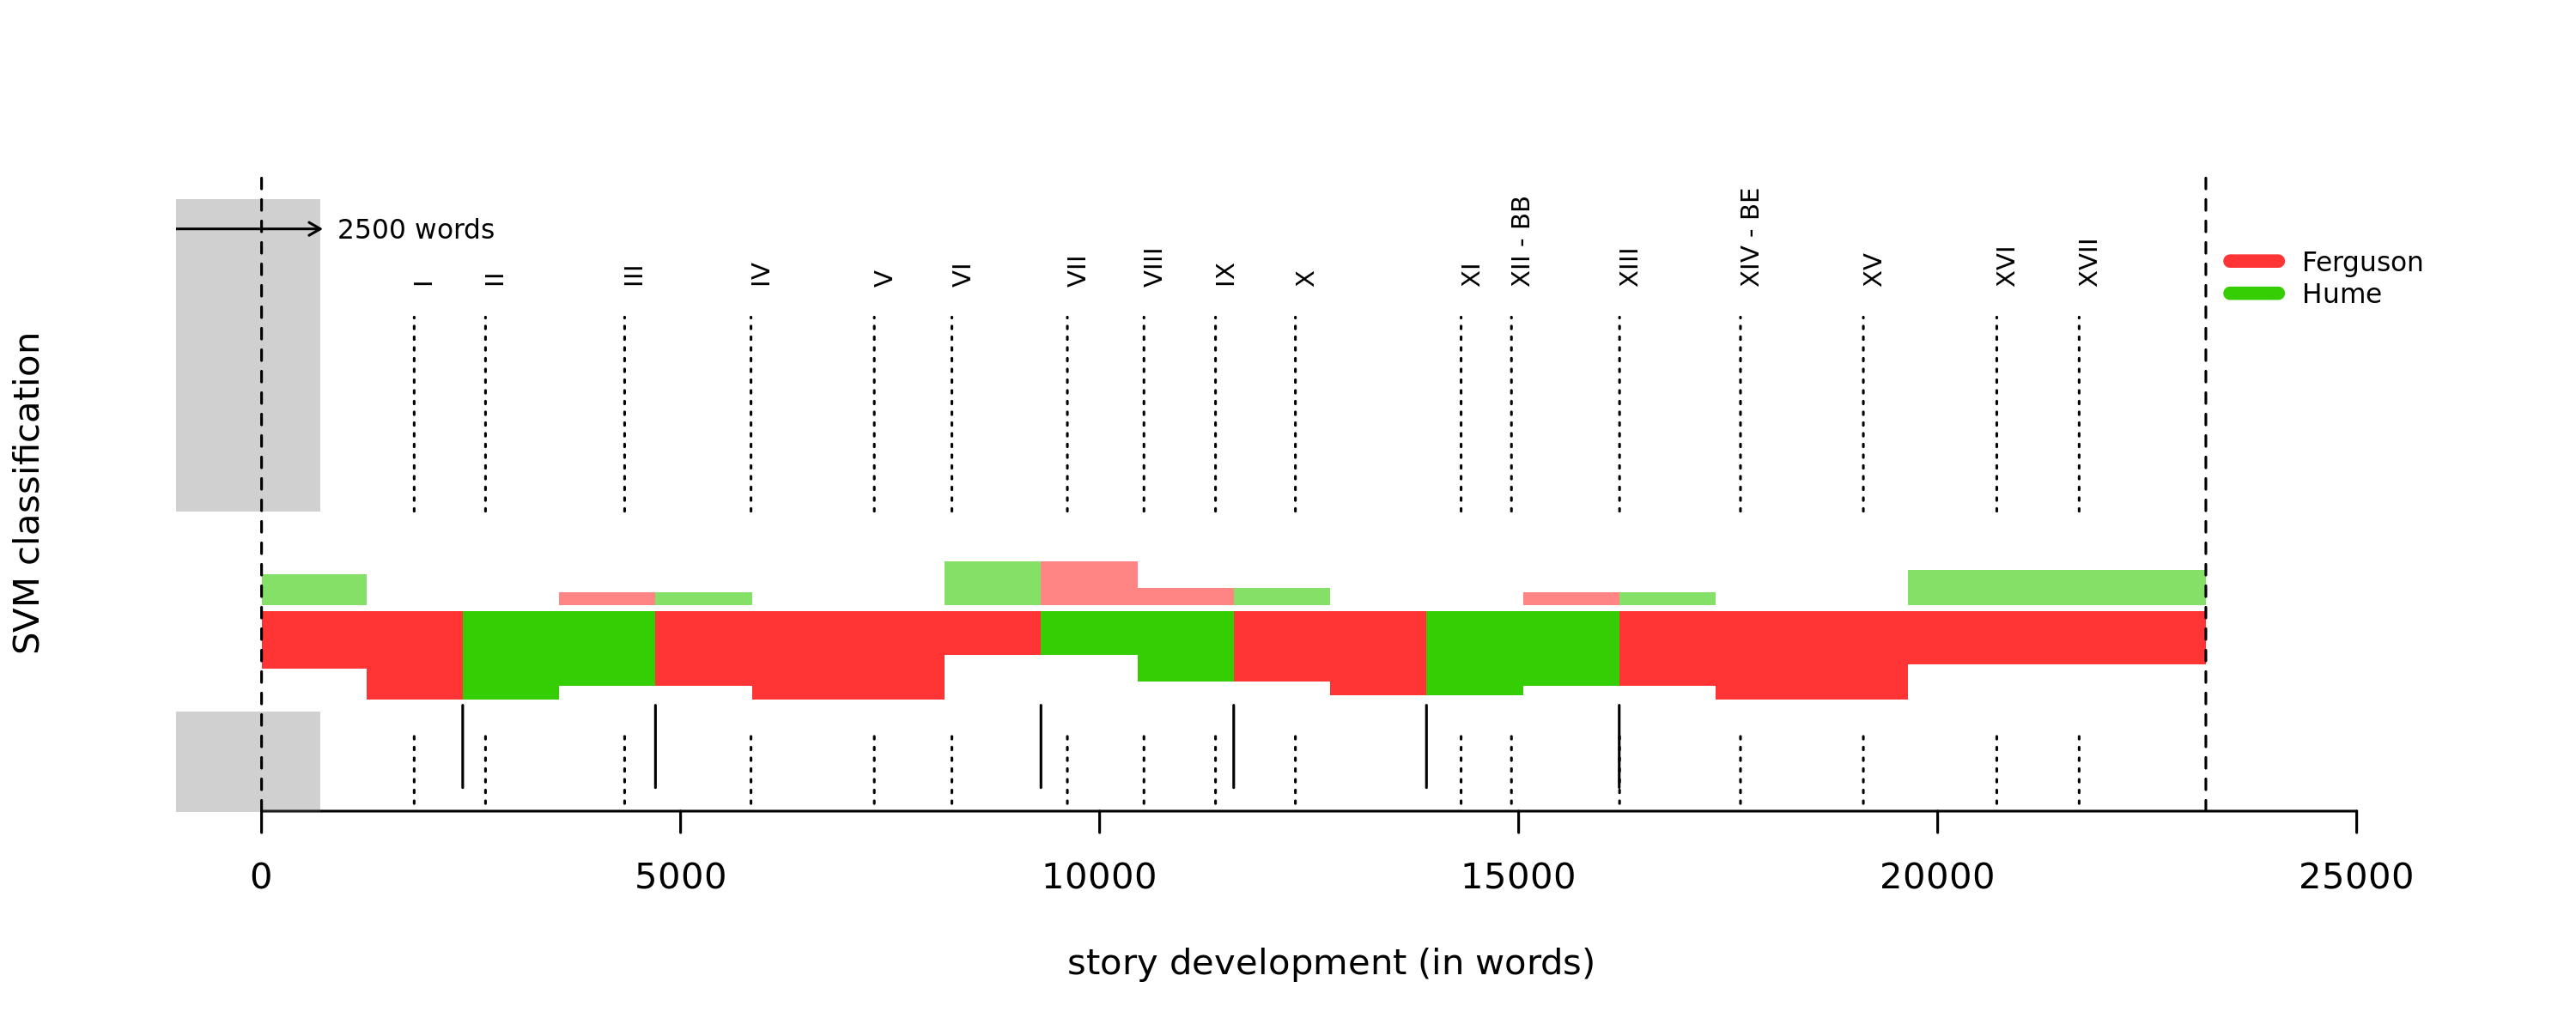 2500 words
I
II
III
IV
V
VI
VII
VIII
IX
X
XI
XII - BB
XIII
XIV - BE
XV
XVI
XVII
Ferguson
Hume
SVM classification
0
5000
10000
15000
20000
25000
story development (in words)